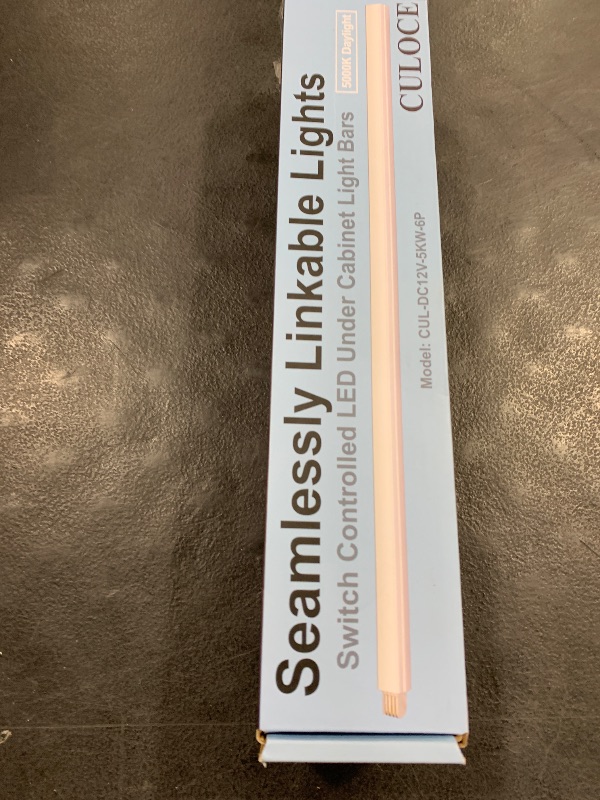 Seamlessly Linkable Lights
Switch Controlled LED Under Cabinet Light Bars
5000K Daylight
CULOCE
Model: CUL-DC12V-5KW-6P